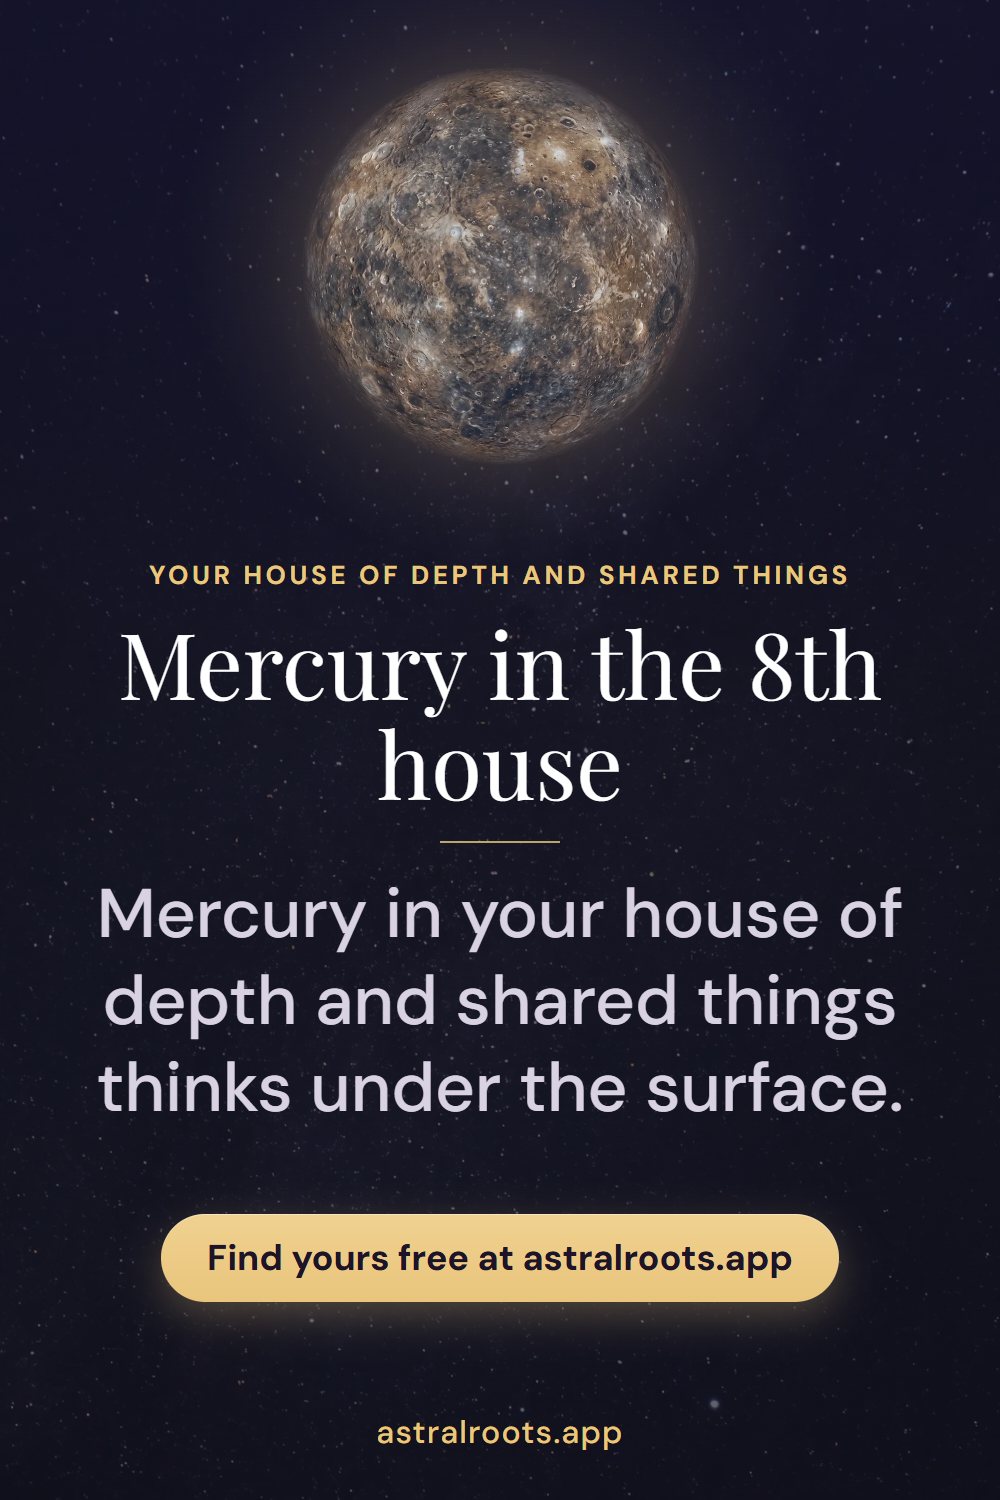 YOUR HOUSE OF DEPTH AND SHARED THINGS
Mercury in the 8th
house
Mercury in your house of
depth and shared things
thinks under the surface.
Find yours free at astralroots.app
astralroots.app